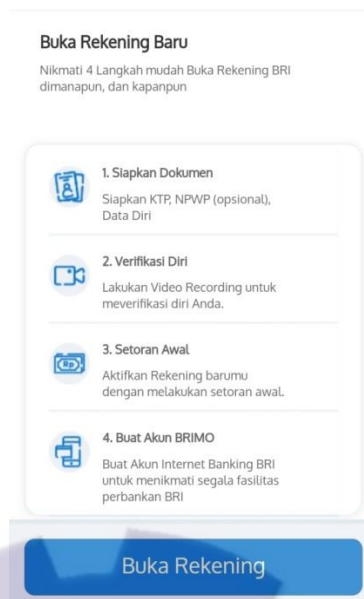 Buka Rekening Baru
Nikmati 4 Langkah mudah Buka Rekening BRI
dimanapun, dan kapanpun
1. Siapkan Dokumen
Siapkan KTP, NPWP (opsional),
Data Diri
2. Verifikasi Diri
Lakukan Video Recording untuk
meverifikasi diri Anda.
Rp
3. Setoran Awal
Aktifkan Rekening barumu
dengan melakukan setoran awal.
4. Buat Akun BRIMO
Buat Akun Internet Banking BRI
untuk menikmati segala fasilitas
perbankan BRI
Buka Rekening